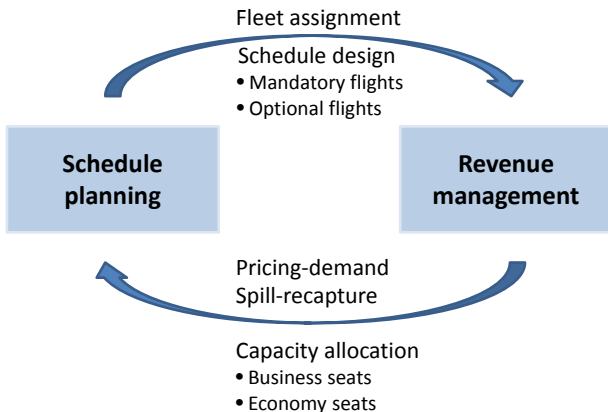 Fleet assignment
Schedule design
• Mandatory flights
• Optional flights
Schedule
planning
Revenue
management
Pricing-demand
Spill-recapture
Capacity allocation
• Business seats
• Economy seats